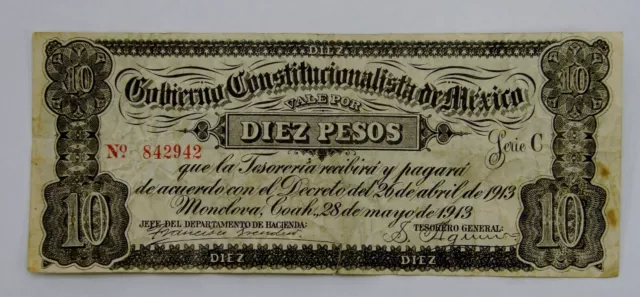 DIEZ
10 Gobierno Constitucionalista de México 10
VALE POR
DIEZ PESOS
Nº 842942 Serie C
que la Tesorería recibirá y pagará
de acuerdo con el Decreto del 26 de abril de 1913
Monclova, Coah., 28 de mayo de 1913
JEFE DEL DEPARTAMENTO DE HACIENDA: TESORERO GENERAL:
10 10
DIEZ DIEZ